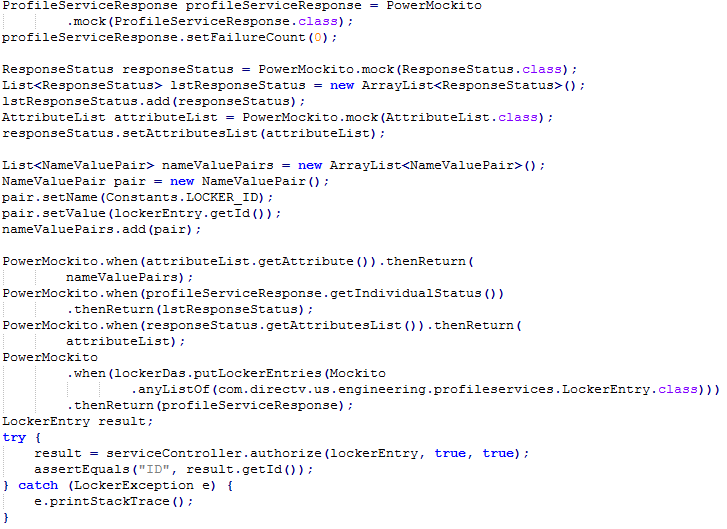 ProfileServiceResponse profileServiceResponse = PowerMockito
        .mock(ProfileServiceResponse.class);
profileServiceResponse.setFailureCount(0);

ResponseStatus responseStatus = PowerMockito.mock(ResponseStatus.class);
List<ResponseStatus> lstResponseStatus = new ArrayList<ResponseStatus>();
lstResponseStatus.add(responseStatus);
AttributeList attributeList = PowerMockito.mock(AttributeList.class);
responseStatus.setAttributesList(attributeList);

List<NameValuePair> nameValuePairs = new ArrayList<NameValuePair>();
NameValuePair pair = new NameValuePair();
pair.setName(Constants.LOCKER_ID);
pair.setValue(lockerEntry.getId());
nameValuePairs.add(pair);

PowerMockito.when(attributeList.getAttribute()).thenReturn(
        nameValuePairs);
PowerMockito.when(profileServiceResponse.getIndividualStatus())
        .thenReturn(lstResponseStatus);
PowerMockito.when(responseStatus.getAttributesList()).thenReturn(
        attributeList);
PowerMockito
        .when(lockerDas.putLockerEntries(Mockito
                .anyListOf(com.directv.us.engineering.profileservices.LockerEntry.class)))
        .thenReturn(profileServiceResponse);
LockerEntry result;
try {
    result = serviceController.authorize(lockerEntry, true, true);
    assertEquals("ID", result.getId());
} catch (LockerException e) {
    e.printStackTrace();
}